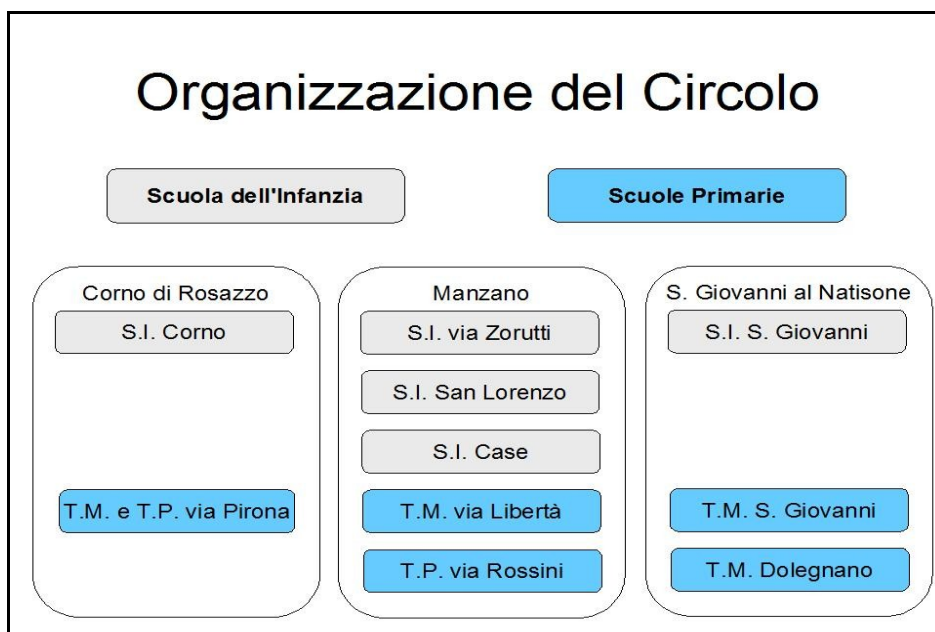 Organizzazione del Circolo
Scuola dell'Infanzia
Scuole Primarie
Corno di Rosazzo
S.I. Corno
T.M. e T.P. via Pirona
Manzano
S.I. via Zorutti
S.I. San Lorenzo
S.I. Case
T.M. via Libertà
T.P. via Rossini
S. Giovanni al Natisone
S.I. S. Giovanni
T.M. S. Giovanni
T.M. Dolegnano